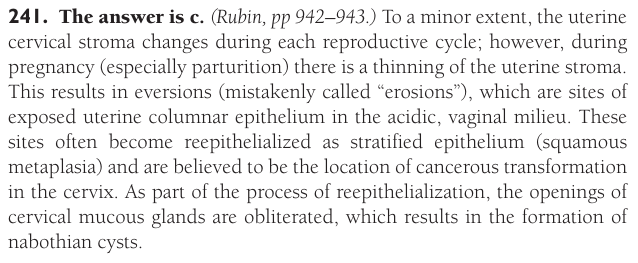 241. The answer is c. (Rubin, pp 942–943.) To a minor extent, the uterine
cervical stroma changes during each reproductive cycle; however, during
pregnancy (especially parturition) there is a thinning of the uterine stroma.
This results in eversions (mistakenly called “erosions”), which are sites of
exposed uterine columnar epithelium in the acidic, vaginal milieu. These
sites often become reepithelialized as stratified epithelium (squamous
metaplasia) and are believed to be the location of cancerous transformation
in the cervix. As part of the process of reepithelialization, the openings of
cervical mucous glands are obliterated, which results in the formation of
nabothian cysts.